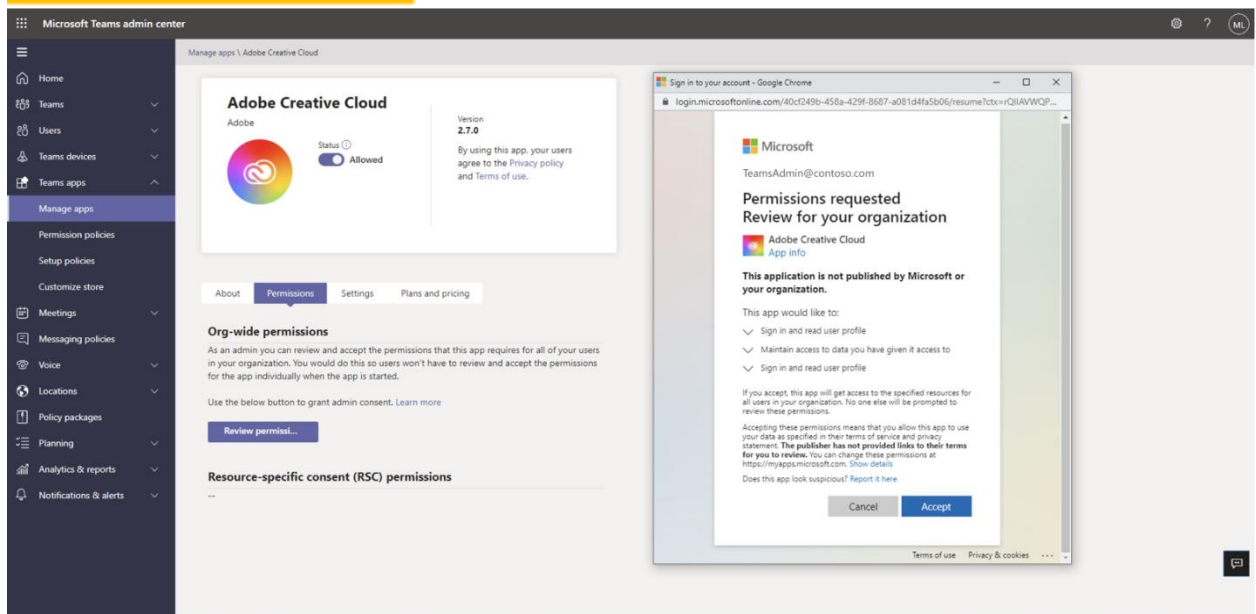 Microsoft Teams admin center
ML
Manage apps \ Adobe Creative Cloud
Home
Teams
Users
Teams devices
Teams apps
Manage apps
Permission policies
Setup policies
Customize store
Meetings
Messaging policies
Voice
Locations
Policy packages
Planning
Analytics & reports
Notifications & alerts
Adobe Creative Cloud
Adobe
Status
Allowed
Version
2.7.0
By using this app, your users
agree to the Privacy policy
and Terms of use.
About Permissions Settings Plans and pricing
Org-wide permissions
As an admin you can review and accept the permissions that this app requires for all of your users
in your organization. You would do this so users won't have to review and accept the permissions
for the app individually when the app is started.
Use the below button to grant admin consent. Learn more
Review permissi...
Resource-specific consent (RSC) permissions
--
Sign in to your account - Google Chrome
login.microsoftonline.com/40cf249b-458a-429f-8687-a081d4fa5b06/resume?ctx=rQIIAVWQP...
Microsoft
TeamsAdmin@contoso.com
Permissions requested
Review for your organization
Adobe Creative Cloud
App info
This application is not published by Microsoft or
your organization.
This app would like to:
Sign in and read user profile
Maintain access to data you have given it access to
Sign in and read user profile
If you accept, this app will get access to the specified resources for
all users in your organization. No one else will be prompted to
review these permissions.
Accepting these permissions means that you allow this app to use
your data as specified in their terms of service and privacy
statement. The publisher has not provided links to their terms
for you to review. You can change these permissions at
https://myapps.microsoft.com. Show details
Does this app look suspicious? Report it here
Cancel Accept
Terms of use Privacy & cookies ...